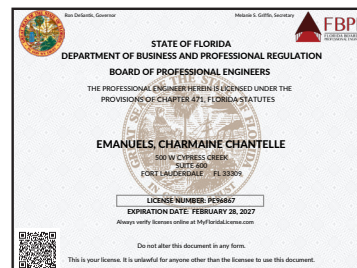 Ron DeSantis, Governor
Melanie S. Griffin, Secretary
FBPE
FLORIDA BOARD
STATE OF FLORIDA
DEPARTMENT OF BUSINESS AND PROFESSIONAL REGULATION
BOARD OF PROFESSIONAL ENGINEERS
THE PROFESSIONAL ENGINEER HEREIN IS LICENSED UNDER THE
PROVISIONS OF CHAPTER 471, FLORIDA STATUTES
EMANUELS, CHARMAINE CHANTELLE
500 W CYPRESS CREEK
SUITE 600
FORT LAUDERDALE FL 33309
LICENSE NUMBER: PE96867
EXPIRATION DATE: FEBRUARY 28, 2027
Always verify licenses online at MyFloridaLicense.com
Do not alter this document in any form.
This is your license. It is unlawful for anyone other than the licensee to use this document.